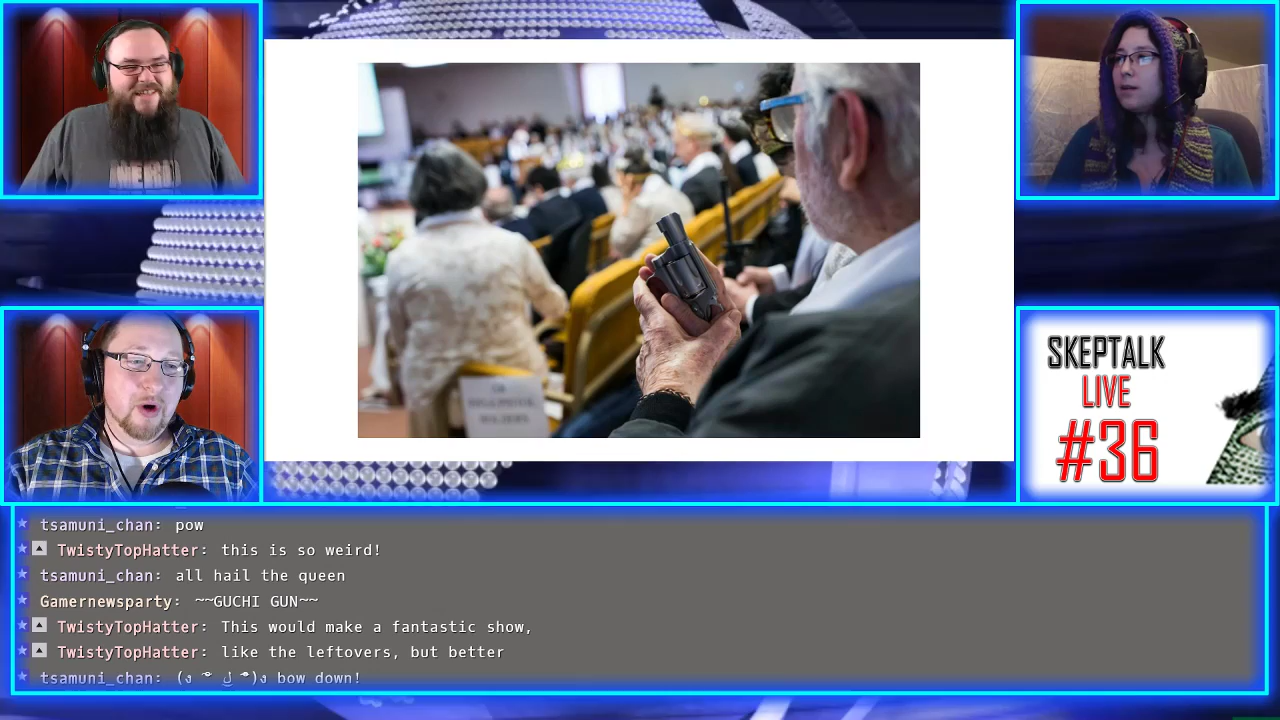 SKEPTALK
LIVE
#36
tsamuni_chan: pow
TwistyTopHatter: this is so weird!
tsamuni_chan: all hail the queen
Gamernewsparty: ~~GUCHI GUN~~
TwistyTopHatter: This would make a fantastic show,
TwistyTopHatter: like the leftovers, but better
tsamuni_chan: (ง ͠° ل͜ °)ง bow down!